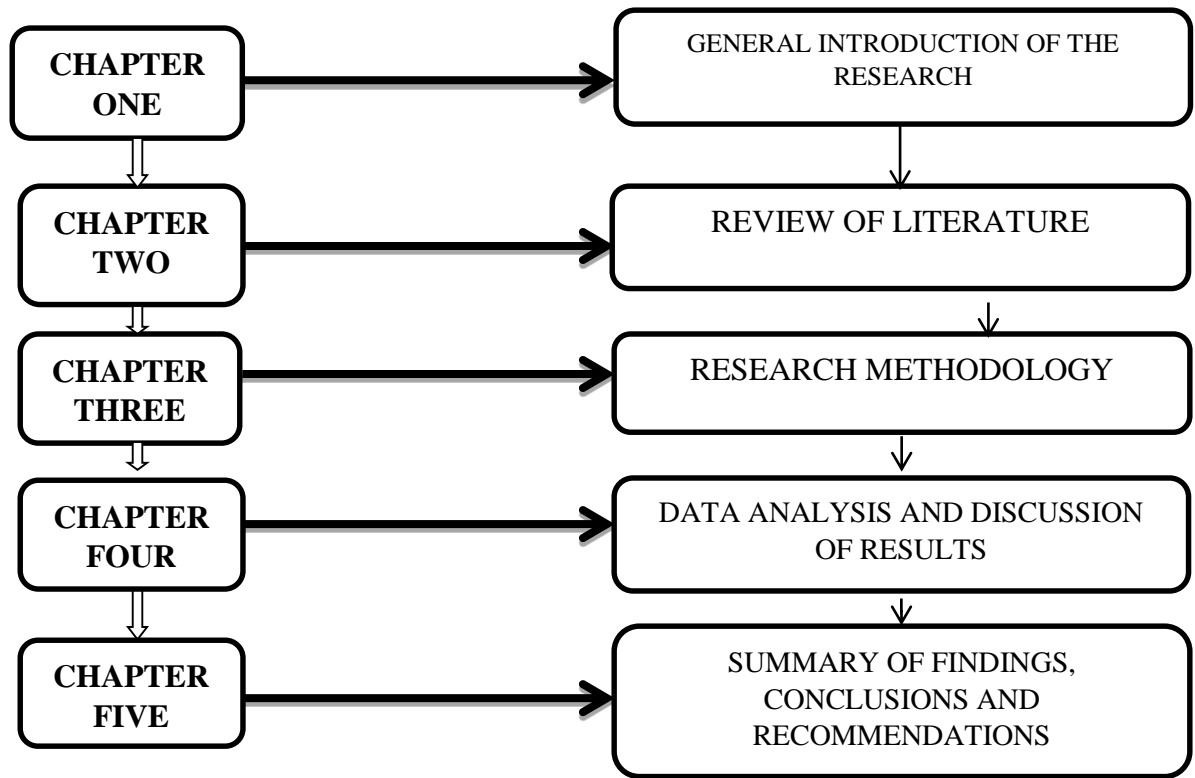 CHAPTER
ONE
GENERAL INTRODUCTION OF THE
RESEARCH
CHAPTER
TWO
REVIEW OF LITERATURE
CHAPTER
THREE
RESEARCH METHODOLOGY
CHAPTER
FOUR
DATA ANALYSIS AND DISCUSSION
OF RESULTS
CHAPTER
FIVE
SUMMARY OF FINDINGS,
CONCLUSIONS AND
RECOMMENDATIONS